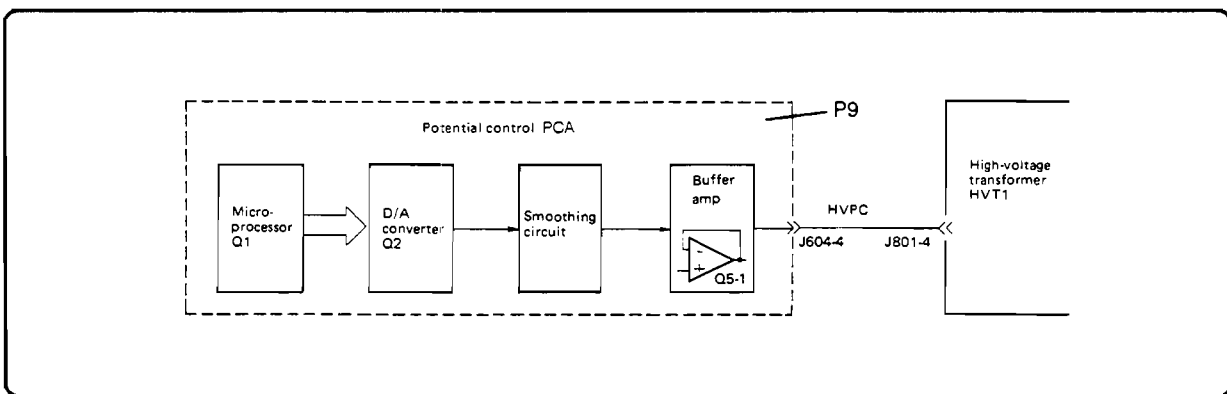 P9
Potential control PCA
Micro-
processor
Q1
D/A
converter
Q2
Smoothing
circuit
Buffer
amp
-
+
Q5-1
HVPC
J604-4
J801-4
High-voltage
transformer
HVT1